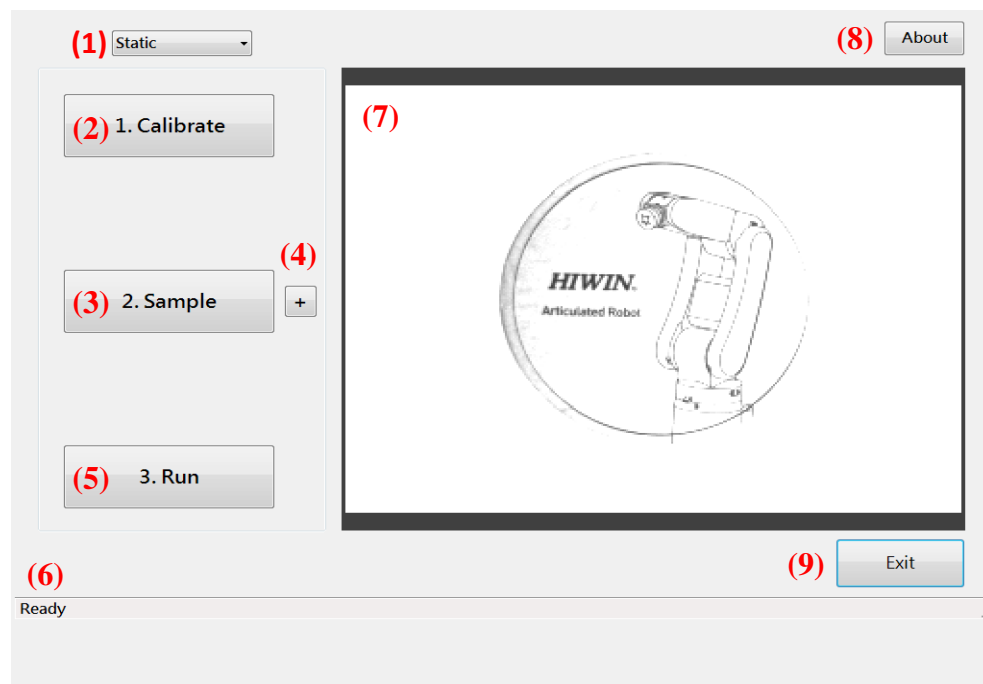 (1) Static
(8) About
(2) 1. Calibrate
(7)
(4)
(3) 2. Sample +
HIWIN.
Articulated Robot
(5) 3. Run
(9) Exit
(6)
Ready